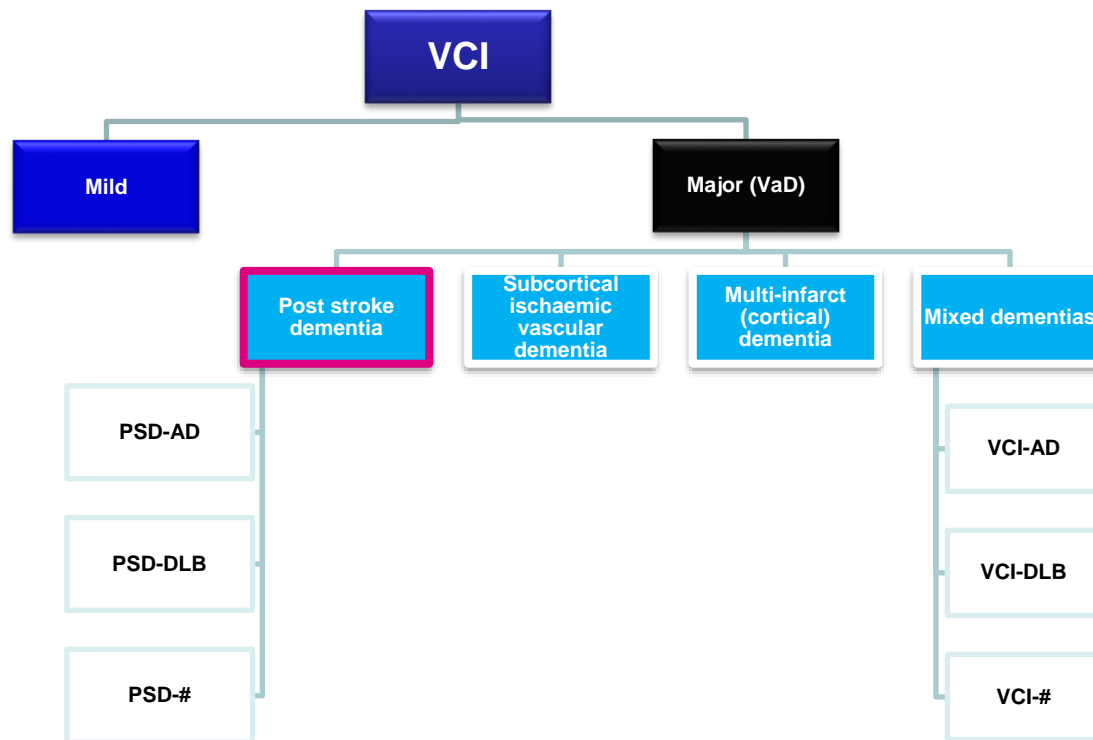 VCI
Mild
Major (VaD)
Post stroke
dementia
Subcortical
ischaemic
vascular
dementia
Multi-infarct
(cortical)
dementia
Mixed dementias
PSD-AD
PSD-DLB
PSD-#
VCI-AD
VCI-DLB
VCI-#